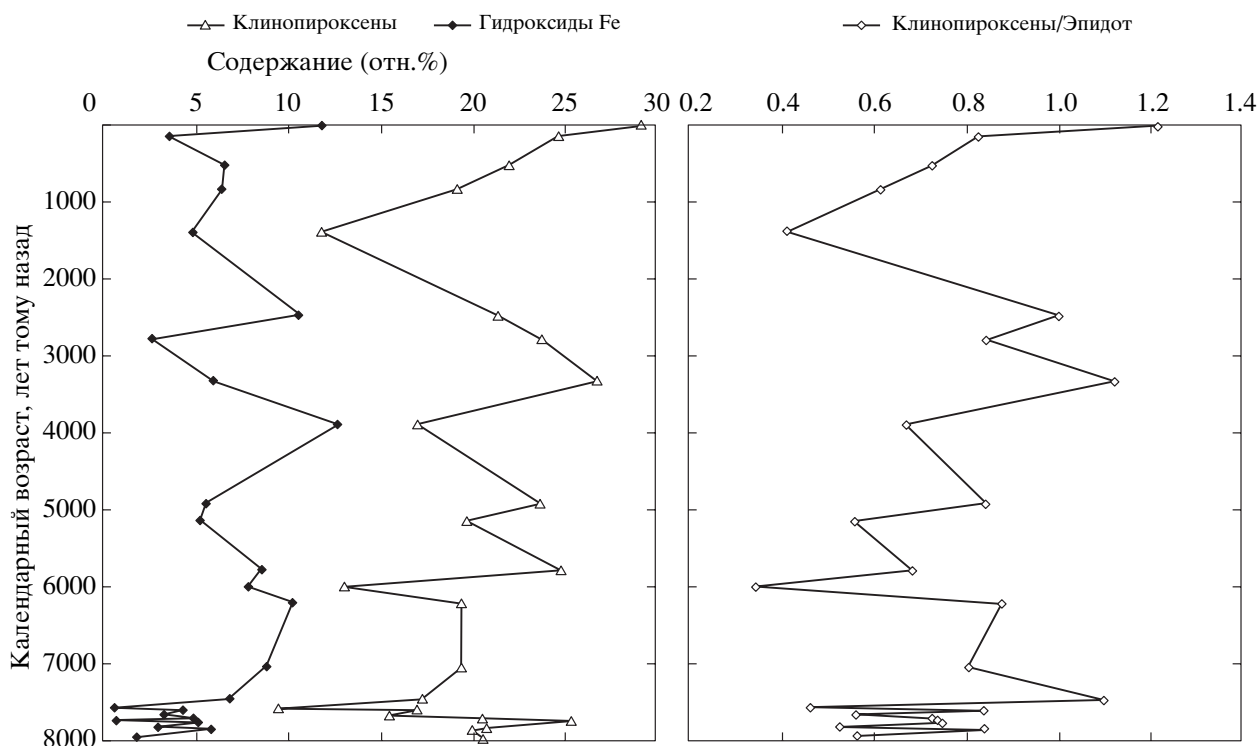 Клинопироксены Гидроксиды Fe Клинопироксены/Эпидот
Содержание (отн.%)
0 5 10 15 20 25 30 0.2 0.4 0.6 0.8 1.0 1.2 1.4
Календарный возраст, лет тому назад
1000
2000
3000
4000
5000
6000
7000
8000